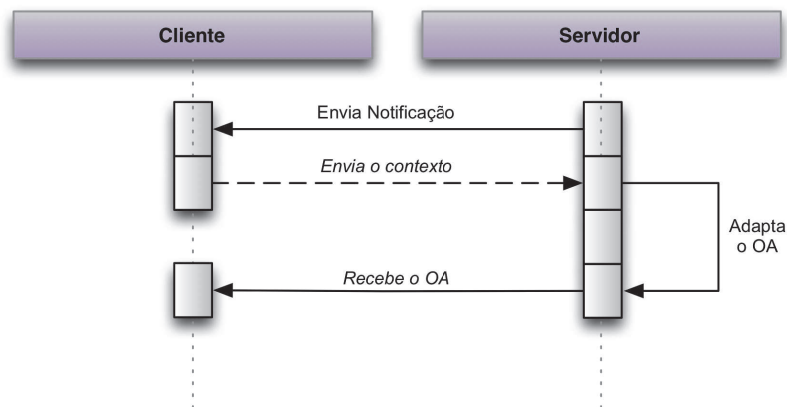 Cliente
Servidor
Envia Notificação
Envia o contexto
Adapta
o OA
Recebe o OA